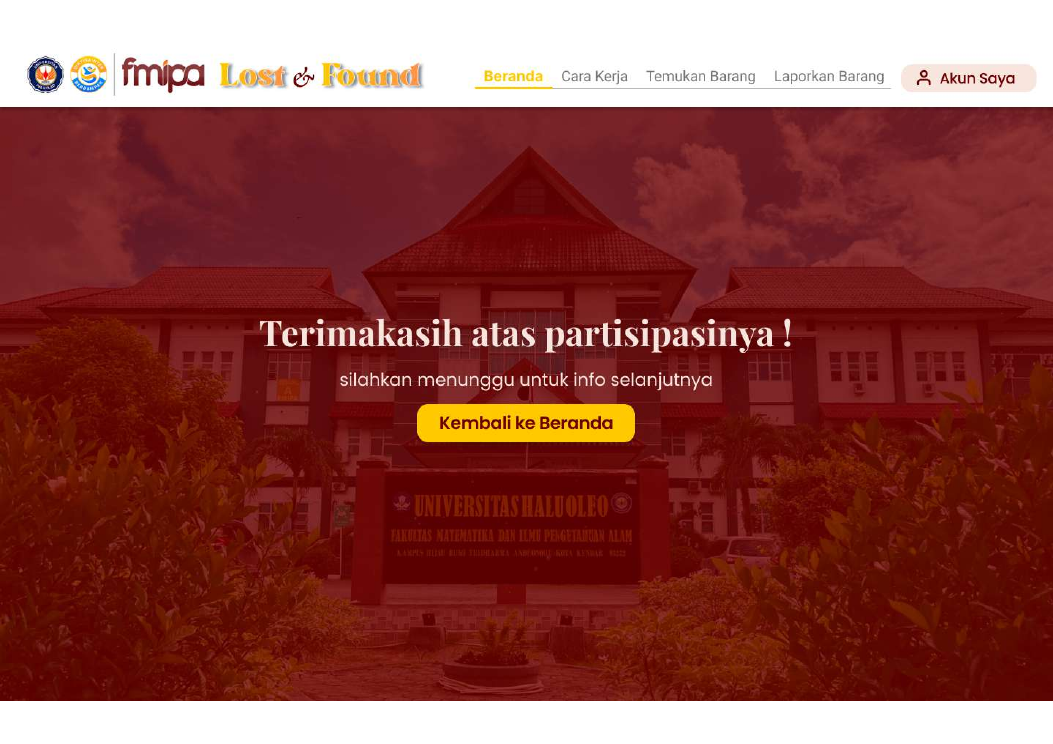 fmipa
Lost & Found
Beranda
Cara Kerja
Temukan Barang
Laporkan Barang
Akun Saya
Terimakasih atas partisipasinya !
silahkan menunggu untuk info selanjutnya
Kembali ke Beranda
UNIVERSITAS HALUOLEO
FAKULTAS MATEMATIKA DAN ILMU PENGETAHUAN ALAM